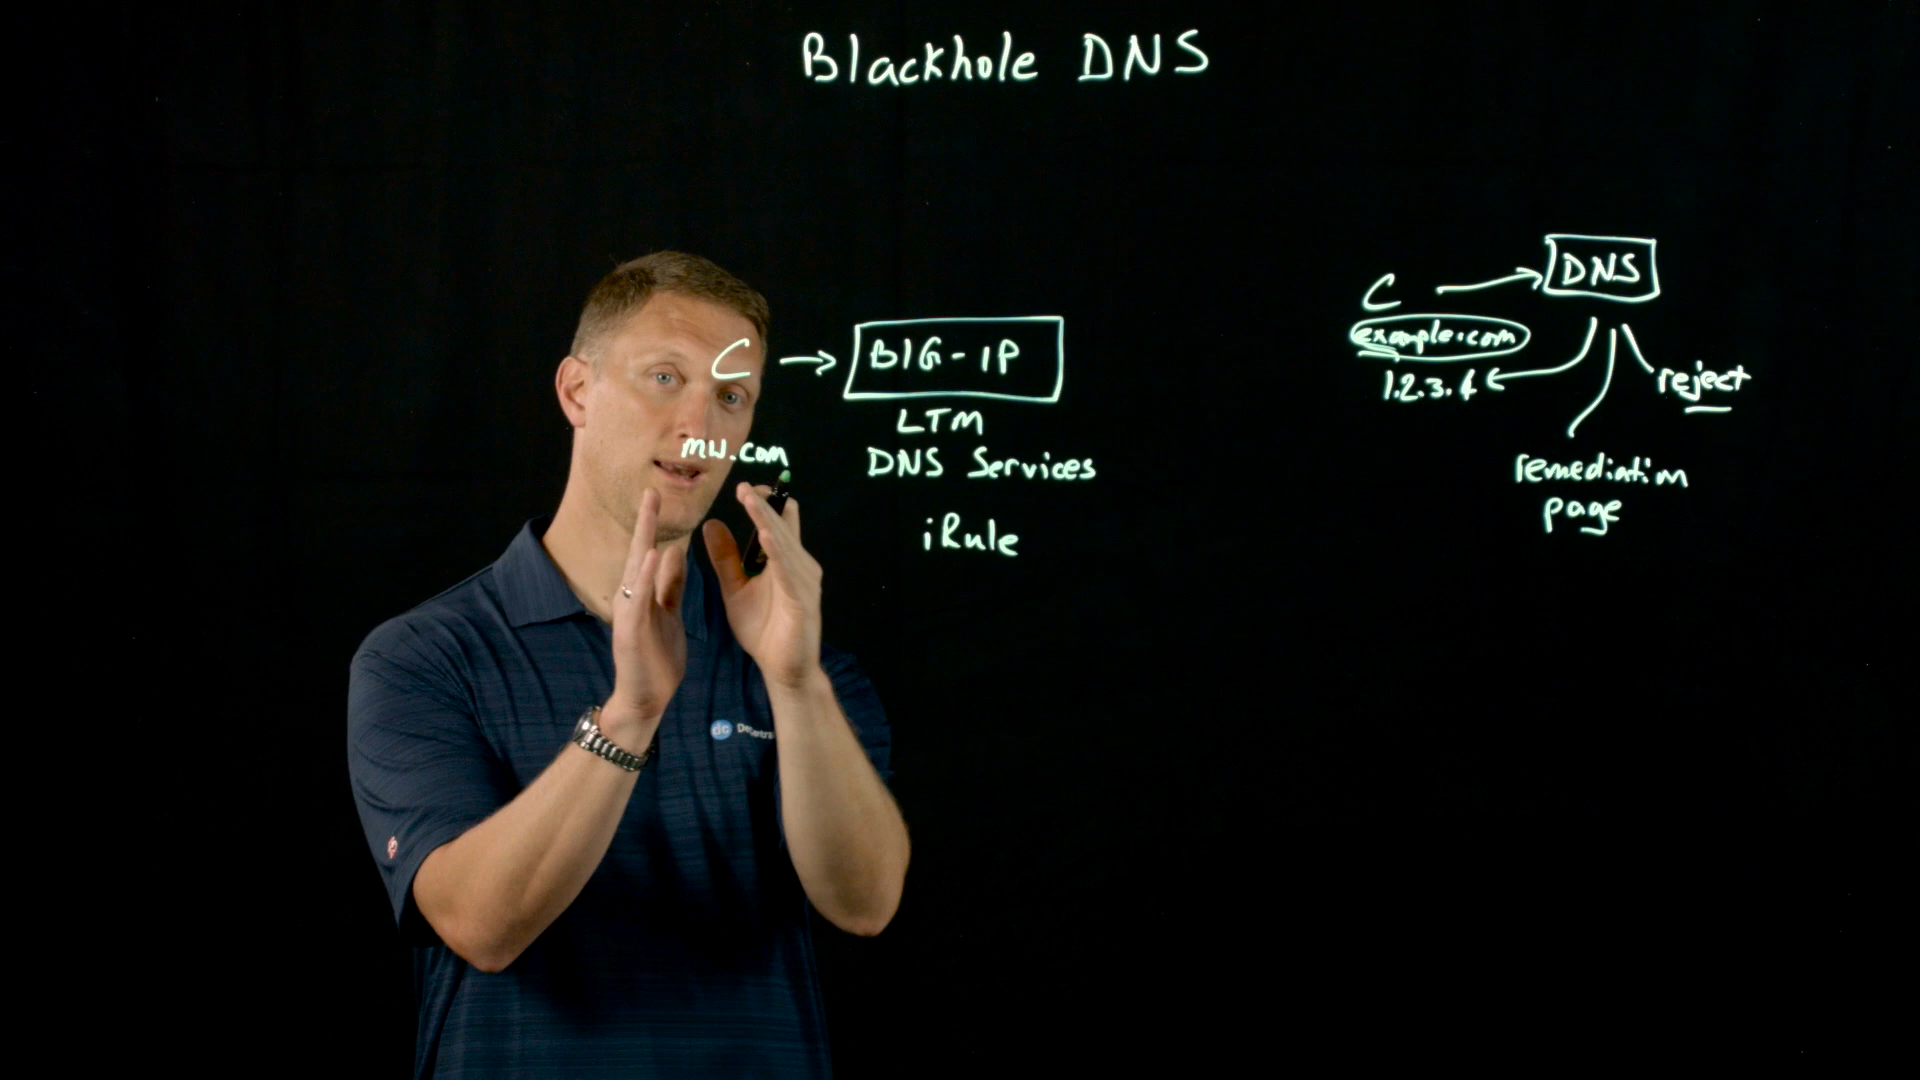 Blackhole DNS
C → BIG-IP
LTM
DNS Services
mw.com
iRule
C → DNS
example.com
1.2.3.4
reject
remediation
page